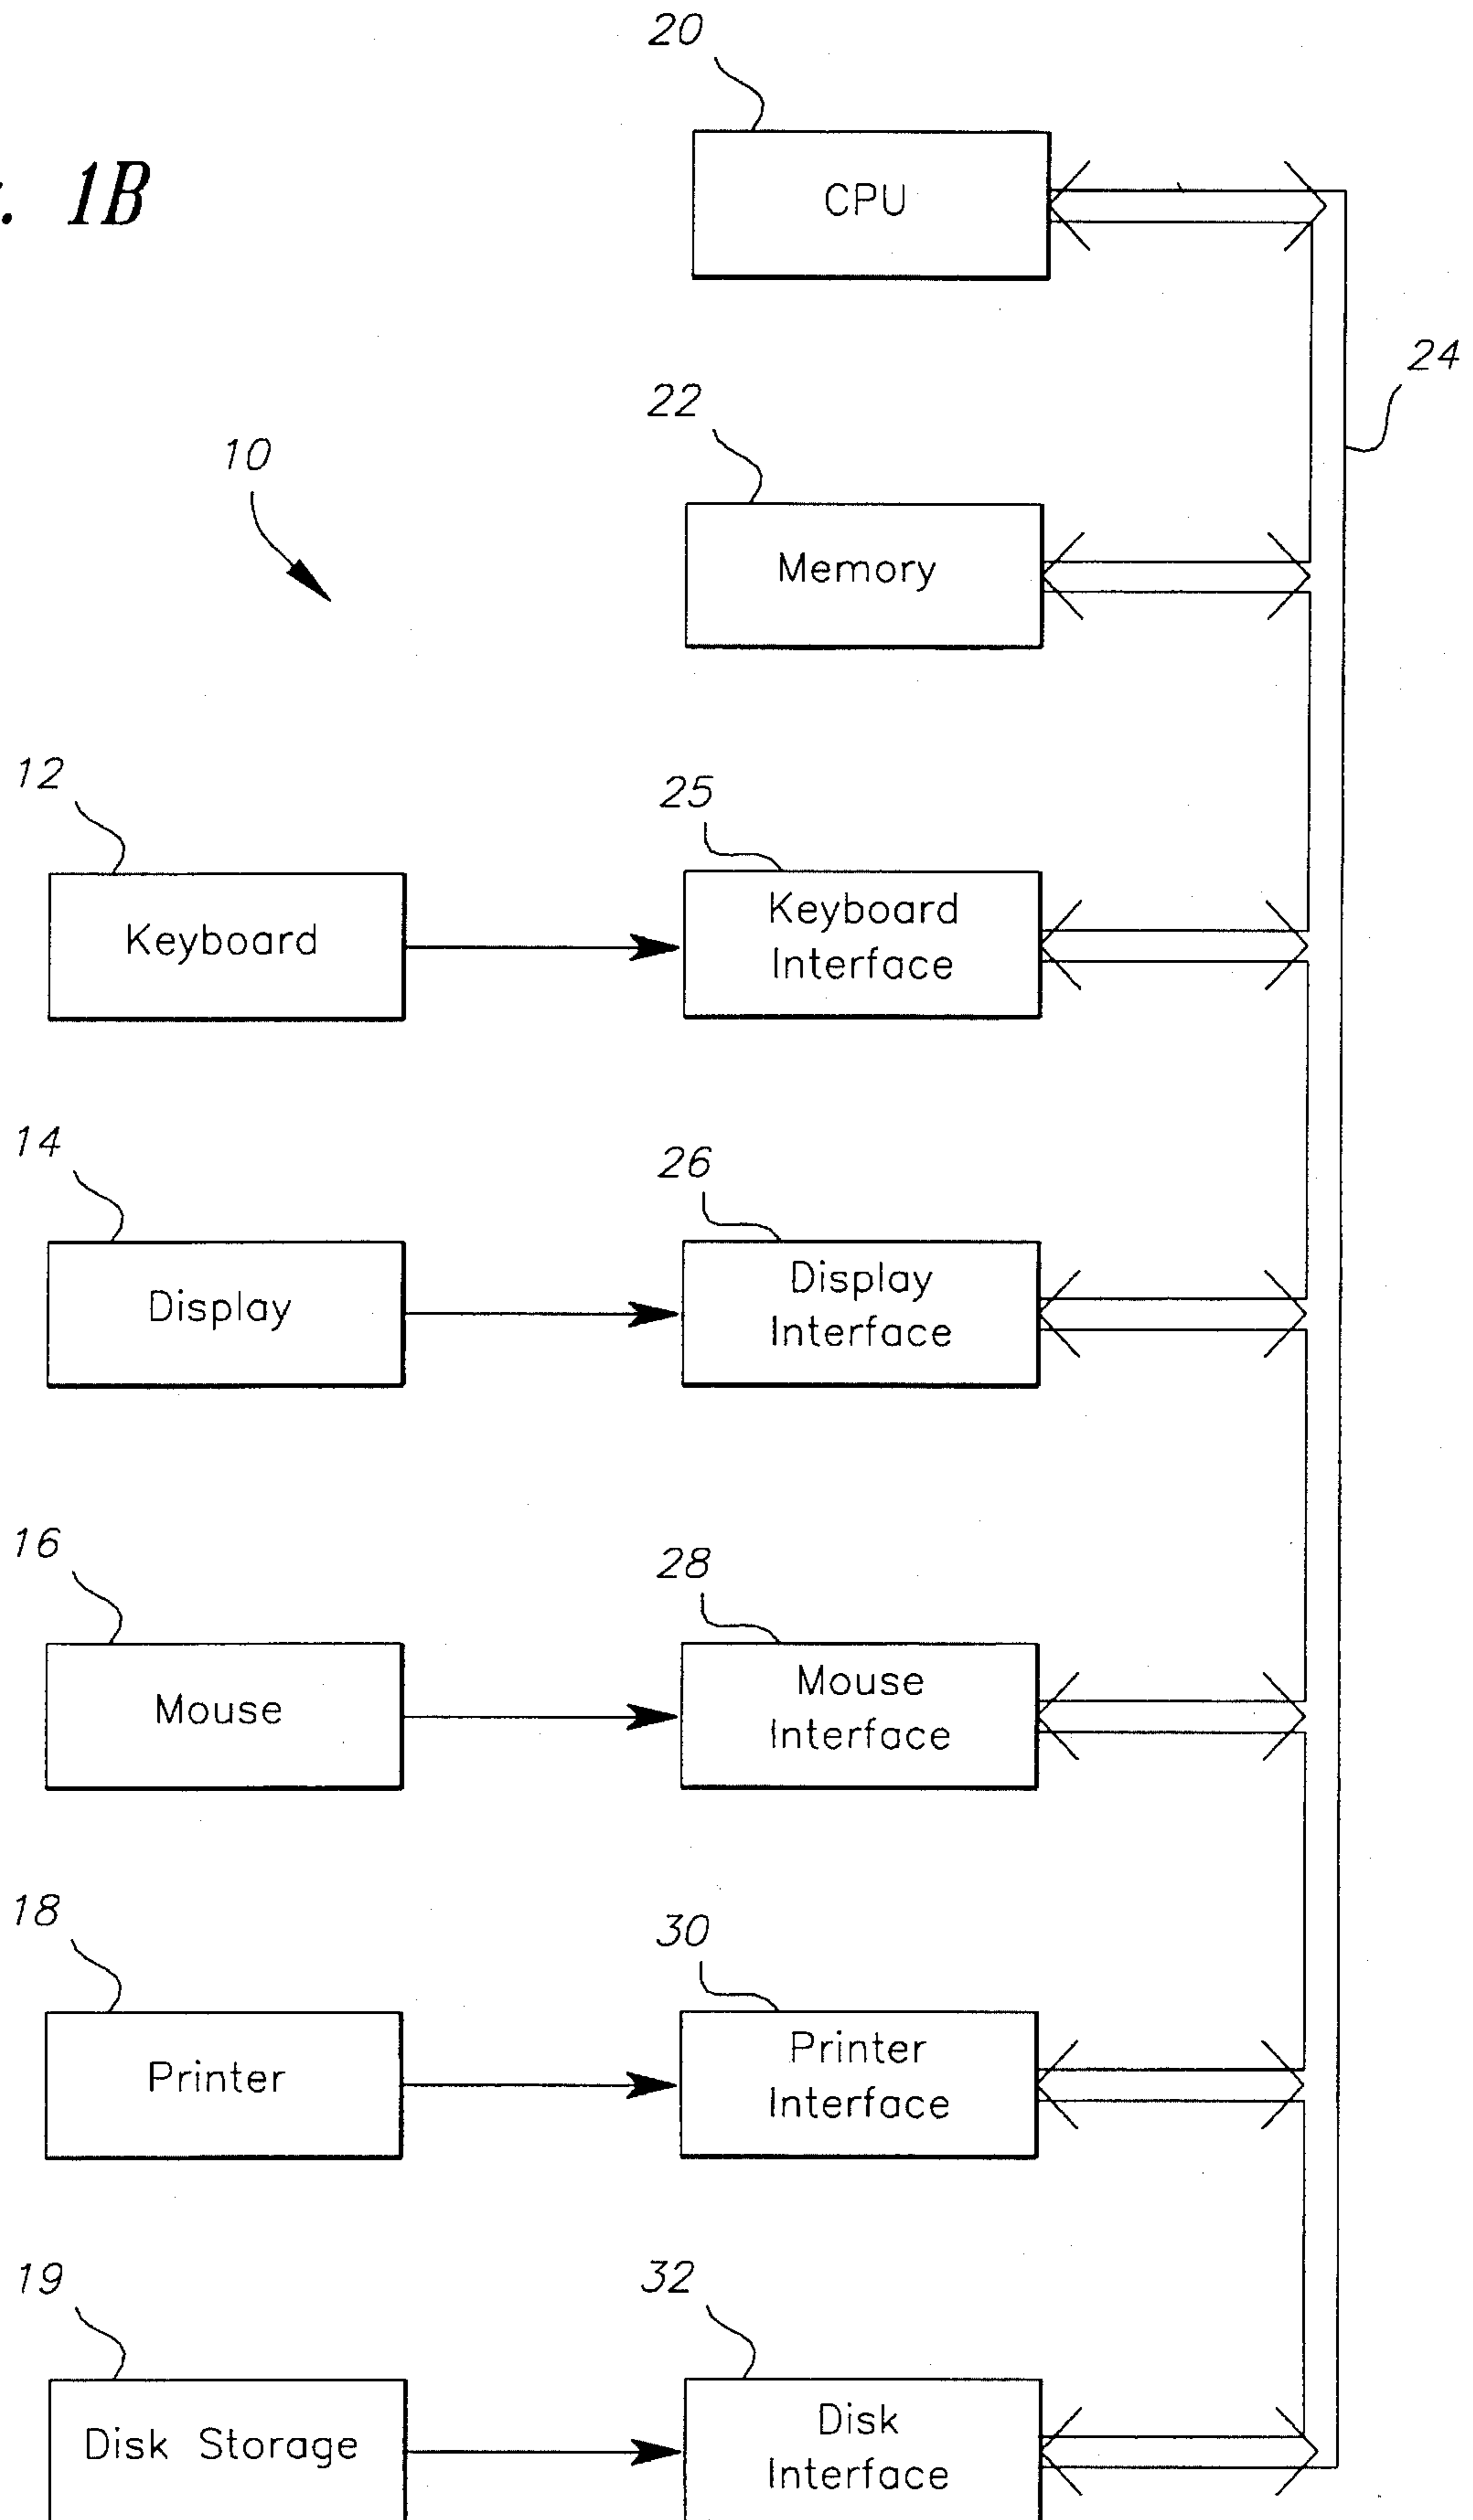 20
. 1B
CPU
24
22
10
Memory
12
25
Keyboard
Keyboard
Interface
14
26
Display
Display
Interface
16
28
Mouse
Mouse
Interface
18
30
Printer
Printer
Interface
19
32
Disk Storage
Disk
Interface